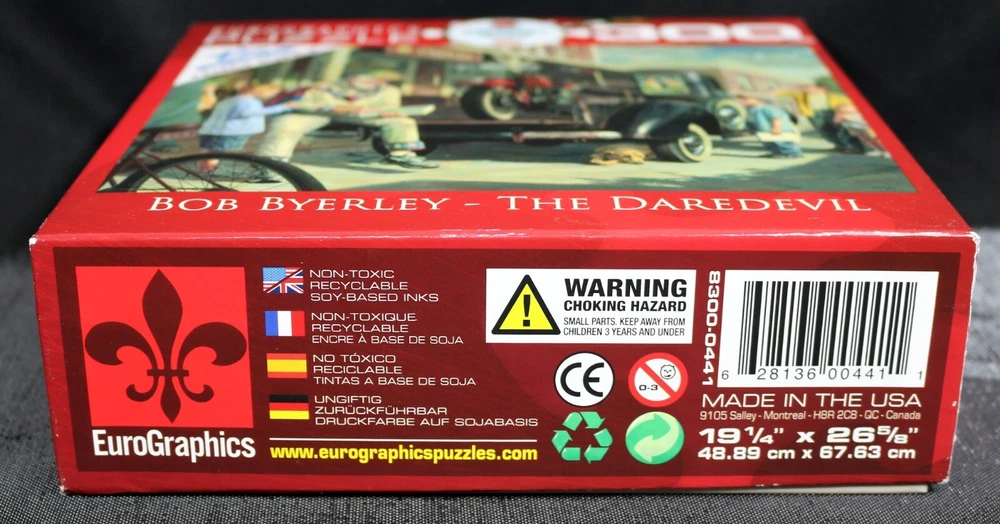 300
BOB BYERLEY - THE DAREDEVIL
EuroGraphics
NON-TOXIC
RECYCLABLE
SOY-BASED INKS
NON-TOXIQUE
RECYCLABLE
ENCRE À BASE DE SOJA
NO TÓXICO
RECICLABLE
TINTAS A BASE DE SOJA
UNGIFTIG
ZURÜCKFÜHRBAR
DRUCKFARBE AUF SOJABASIS
www.eurographicspuzzles.com
WARNING
CHOKING HAZARD
SMALL PARTS. KEEP AWAY FROM
CHILDREN 3 YEARS AND UNDER
CE
0-3
8300-0441
6 28136 00441 1
MADE IN THE USA
9105 Salley - Montreal - H8R 2C8 - QC - Canada
19 1/4" x 26 5/8"
48.89 cm x 67.63 cm